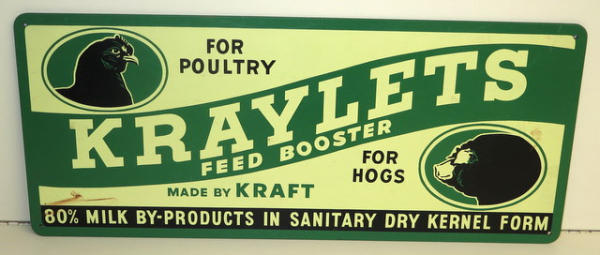 FOR
POULTRY
KRAYLETS
FEED BOOSTER
FOR
HOGS
MADE BY KRAFT
80% MILK BY-PRODUCTS IN SANITARY DRY KERNEL FORM